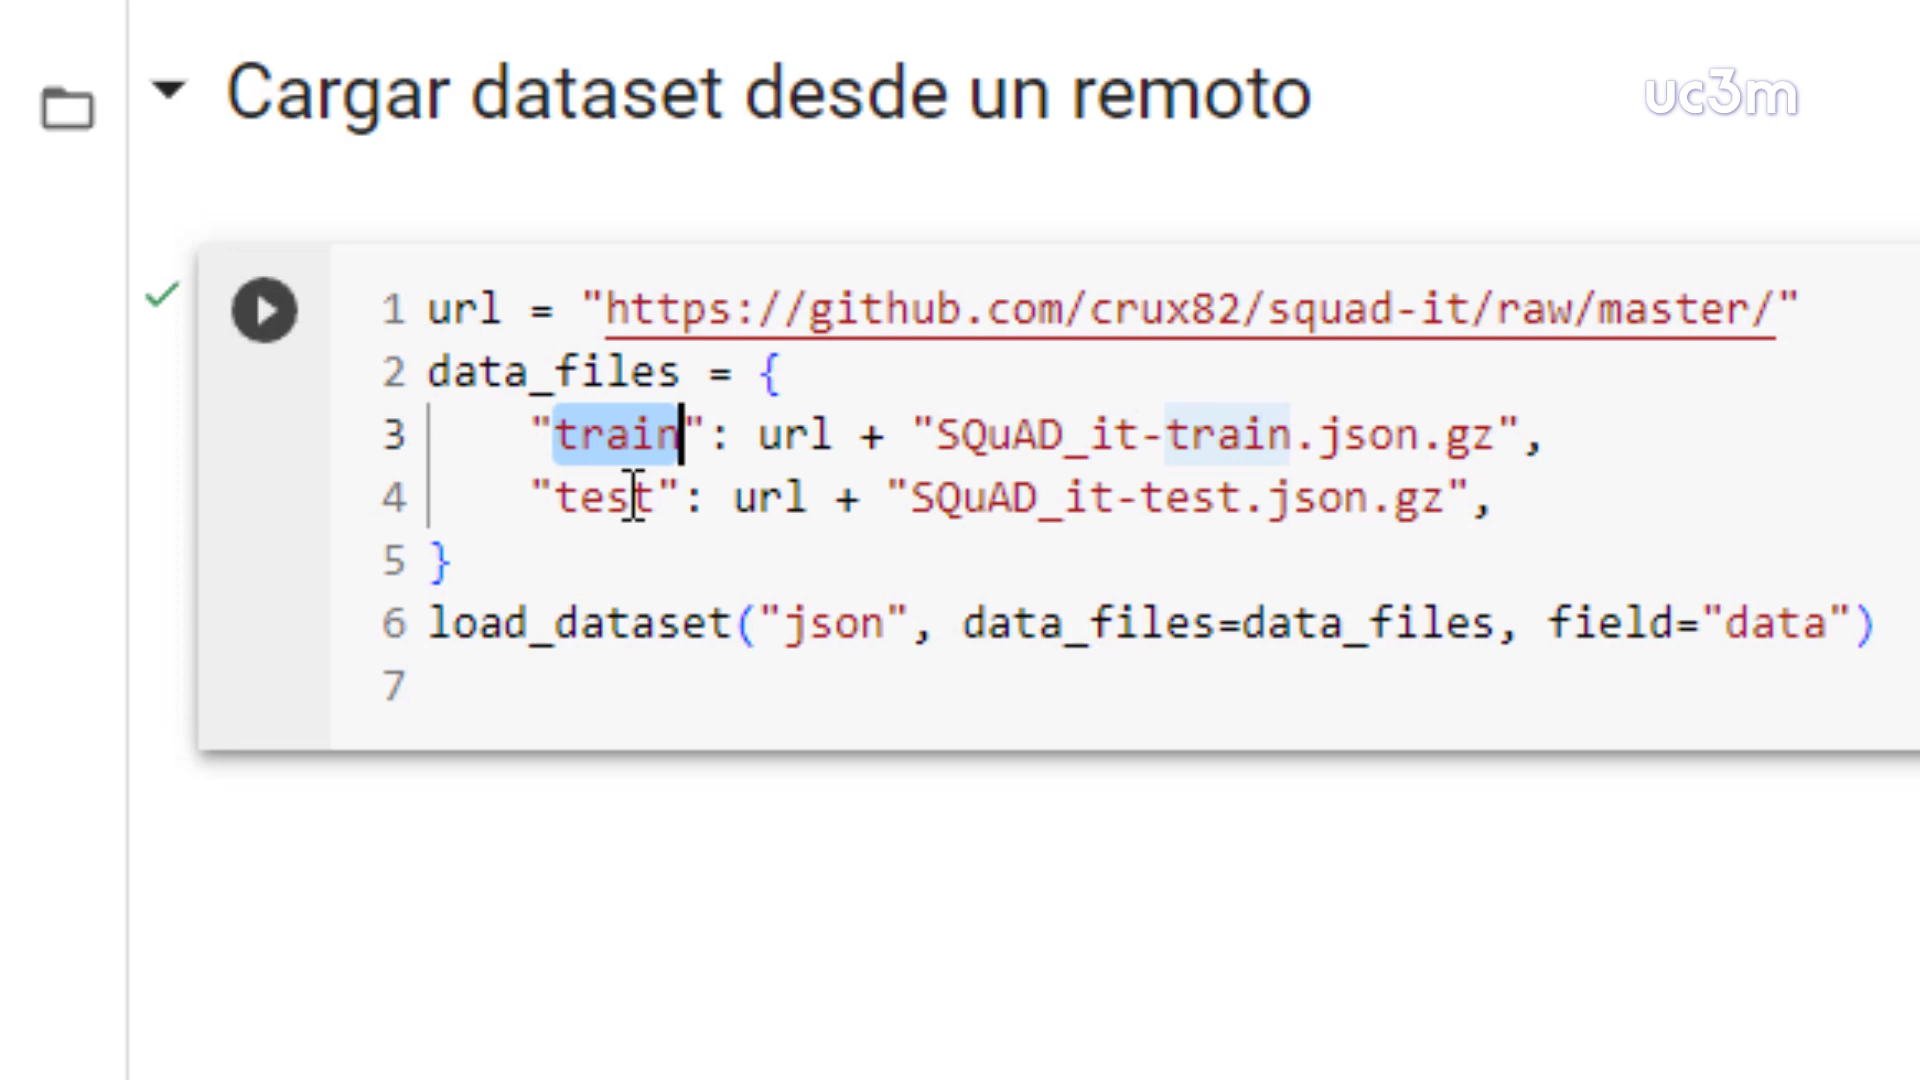 Cargar dataset desde un remoto
uc3m
1 url = "https://github.com/crux82/squad-it/raw/master/"
2 data_files = {
3 "train": url + "SQuAD_it-train.json.gz",
4 "test": url + "SQuAD_it-test.json.gz",
5 }
6 load_dataset("json", data_files=data_files, field="data")
7